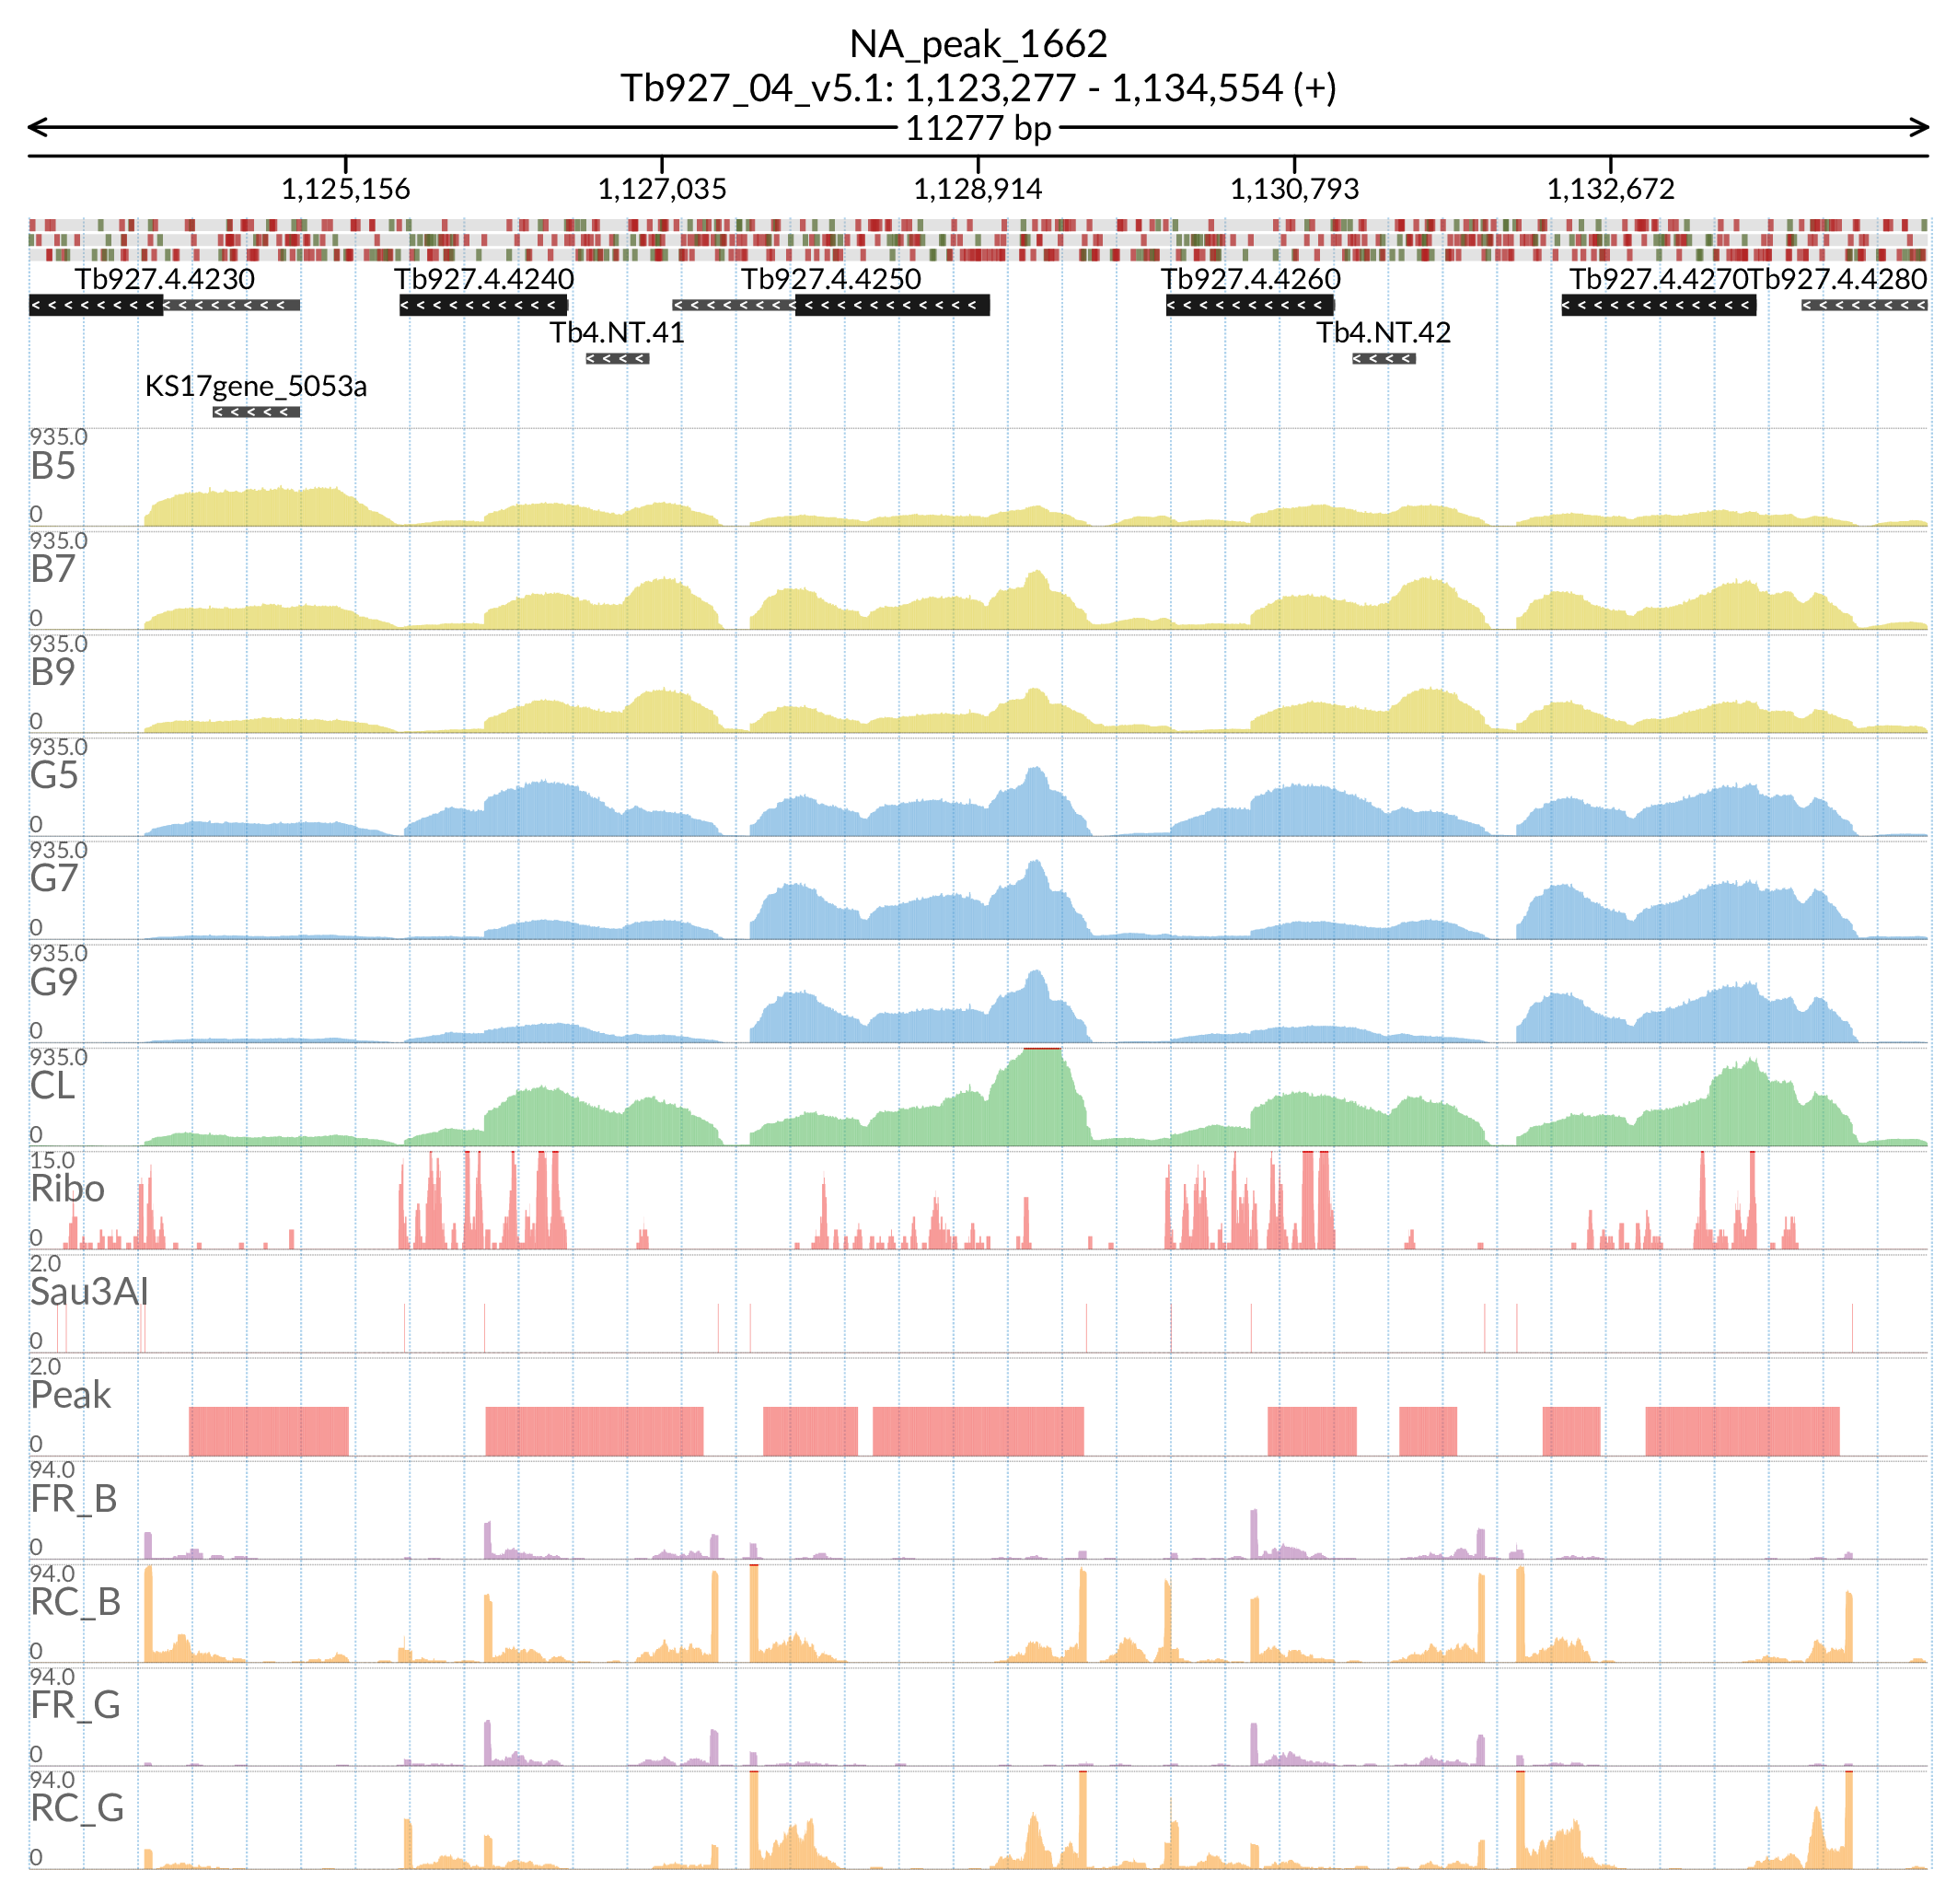 NA_peak_1662
Tb927_04_v5.1: 1,123,277 - 1,134,554 (+)
11277 bp
1,125,156 1,127,035 1,128,914 1,130,793 1,132,672
Tb927.4.4230 Tb927.4.4240 Tb927.4.4250 Tb927.4.4260 Tb927.4.4270 Tb927.4.4280
Tb4.NT.41 Tb4.NT.42
KS17gene_5053a
935.0
B5
0
935.0
B7
0
935.0
B9
0
935.0
G5
0
935.0
G7
0
935.0
G9
0
935.0
CL
0
15.0
Ribo
0
2.0
Sau3AI
0
2.0
Peak
0
94.0
FR_B
0
94.0
RC_B
0
94.0
FR_G
0
94.0
RC_G
0